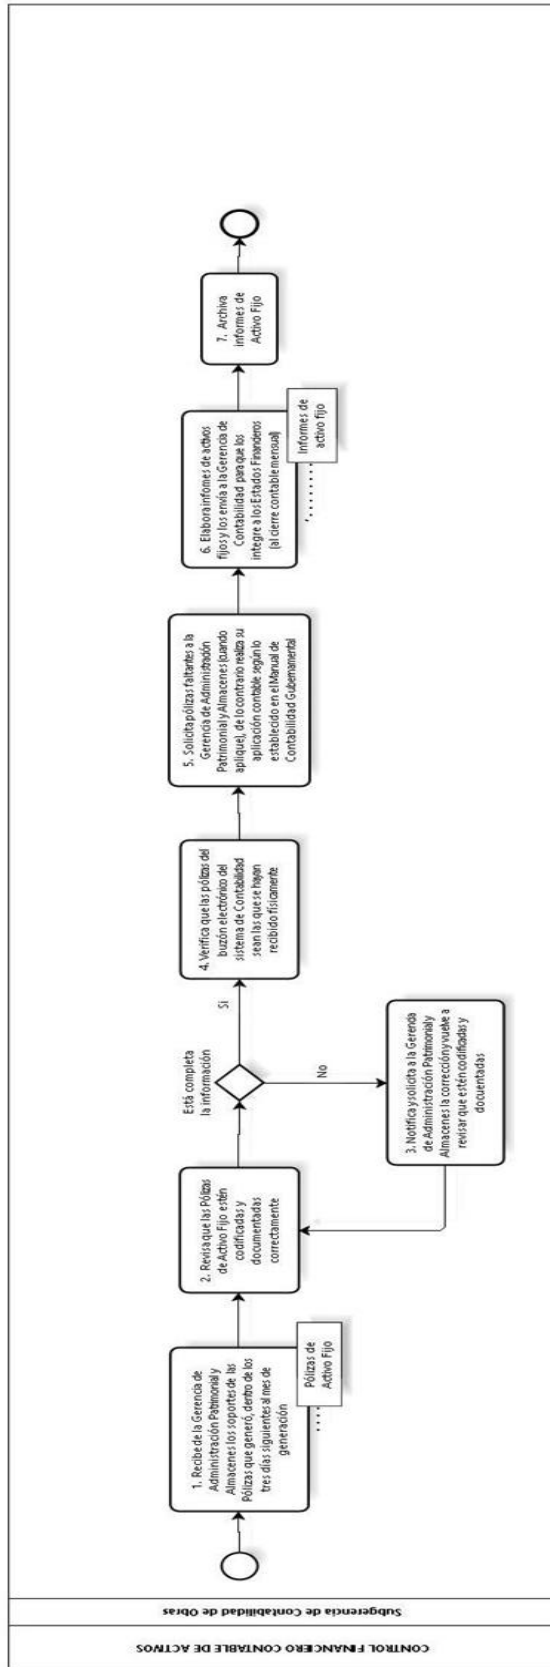 CONTROL FINANCIERO CONTABLE DE ACTIVOS
Subgerencia de Contabilidad de Obras
1. Recibe de la Gerencia de
Administración Patrimonial y
Almacenes los soportes de las
Pólizas que generó, dentro de los
tres días siguientes al mes de
generación
Pólizas de
Activo Fijo
2. Revisa que las Pólizas
de Activo Fijo estén
codificadas y
documentadas
correctamente
Está completa
la información
Si
No
3. Notifica y solicita a la Gerencia
de Administración Patrimonial y
Almacenes la corrección y vuelve a
revisar que estén codificadas y
docuentadas
4. Verifica que las pólizas del
buzón electrónico del
sistema de Contabilidad
sean las que se hayan
recibido físicamente
5. Solicita pólizas faltantes a la
Gerencia de Administración
Patrimonial y Almacenes (cuando
aplique), de lo contrario realiza su
aplicación contable según lo
establecido en el Manual de
Contabilidad Gubernamental
6. Elabora infomes de activos
fijos y los envía a la Gerencia de
Contabilidad para que los
integre a los Estados Financieros
(al cierre contable mensual)
Informes de
activo fijo
7. Archiva
informes de
Activo Fijo